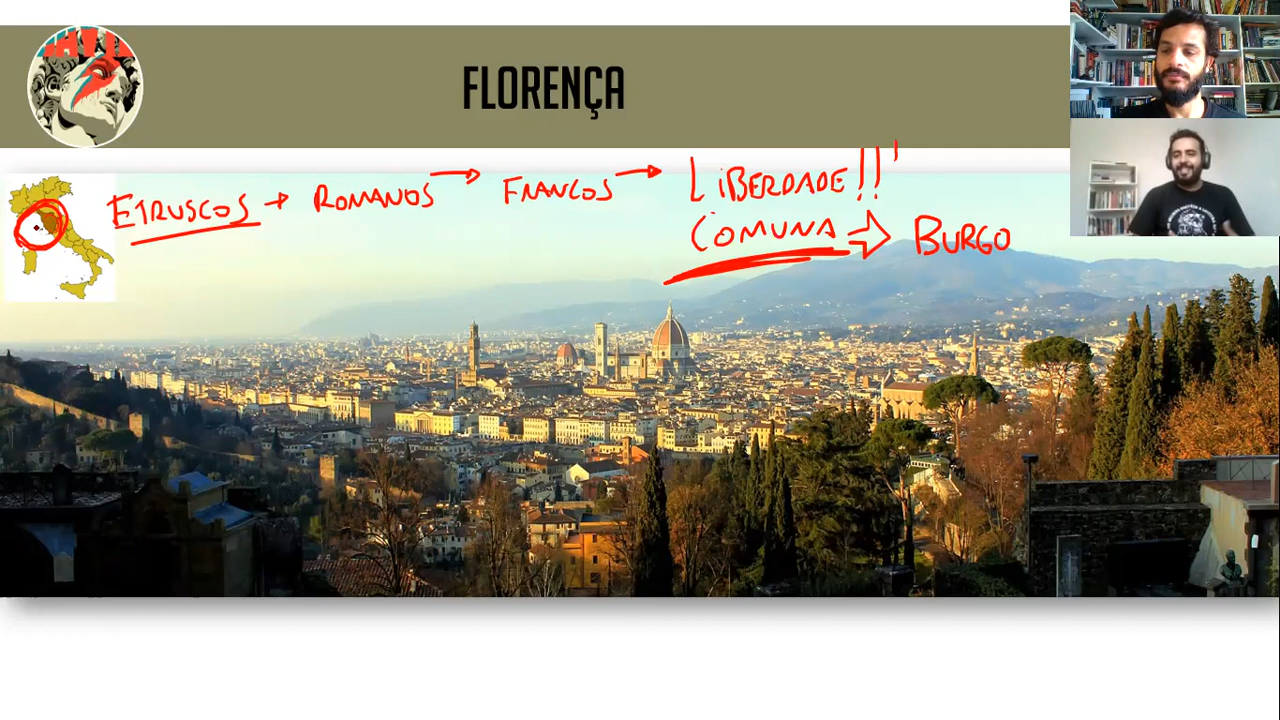 FLORENÇA
ETRUSCOS → ROMANOS → FRANCOS → LIBERDADE!!!
COMUNA ⇒ BURGO